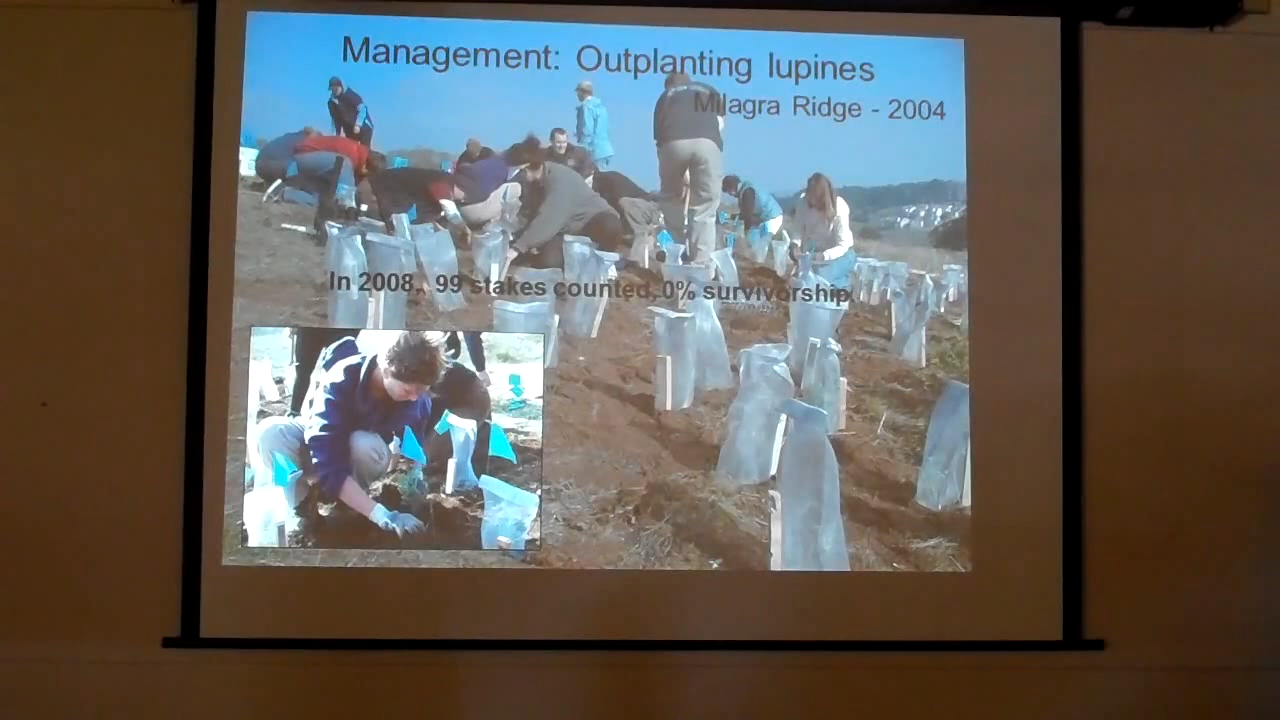 Management: Outplanting lupines
Milagra Ridge - 2004
In 2008, 99 stakes counted, 0% survivorship.